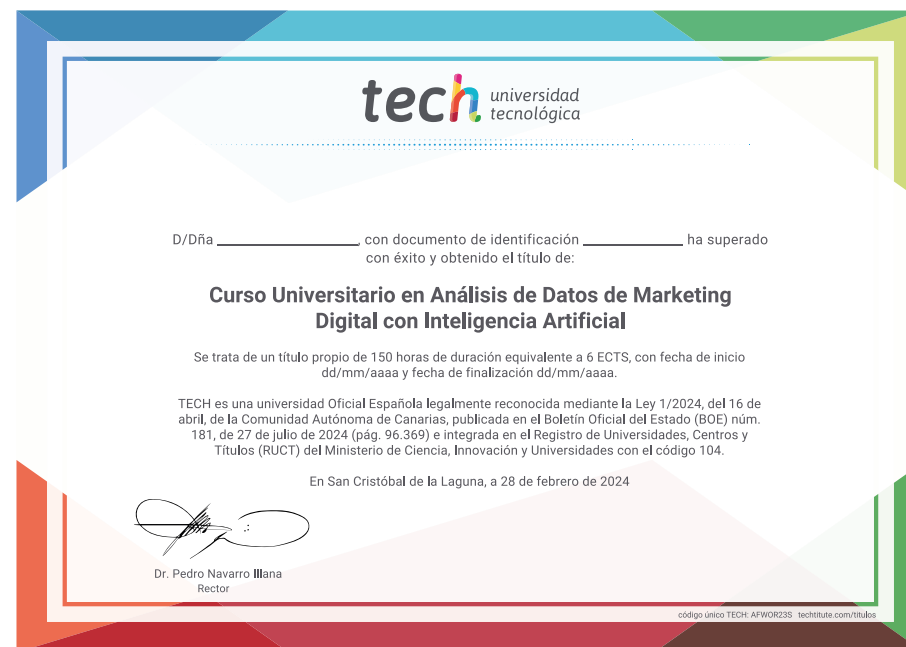 tech universidad
tecnológica
D/Dña ____________________, con documento de identificación ______________ ha superado
con éxito y obtenido el título de:
Curso Universitario en Análisis de Datos de Marketing
Digital con Inteligencia Artificial
Se trata de un título propio de 150 horas de duración equivalente a 6 ECTS, con fecha de inicio
dd/mm/aaaa y fecha de finalización dd/mm/aaaa.
TECH es una universidad Oficial Española legalmente reconocida mediante la Ley 1/2024, del 16 de
abril, de la Comunidad Autónoma de Canarias, publicada en el Boletín Oficial del Estado (BOE) núm.
181, de 27 de julio de 2024 (pág. 96.369) e integrada en el Registro de Universidades, Centros y
Títulos (RUCT) del Ministerio de Ciencia, Innovación y Universidades con el código 104.
En San Cristóbal de la Laguna, a 28 de febrero de 2024
Dr. Pedro Navarro Illana
Rector
código único TECH: AFWOR23S techtitute.com/titulos